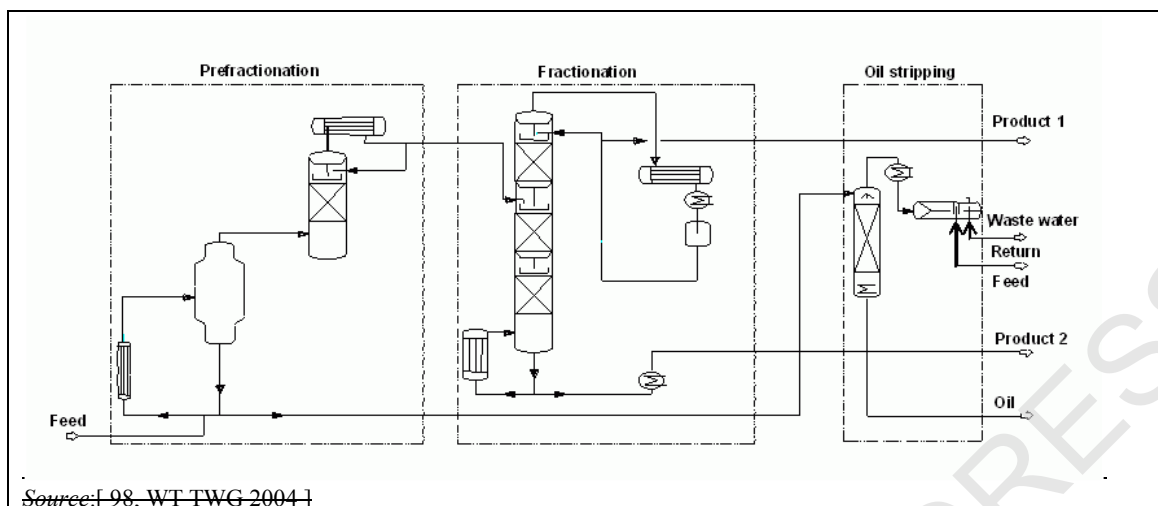 Prefractionation
Fractionation
Oil stripping
Product 1
Waste water
Return
Feed
Product 2
Oil
Feed
Source:[ 98, WT TWG 2004 ]
RESS